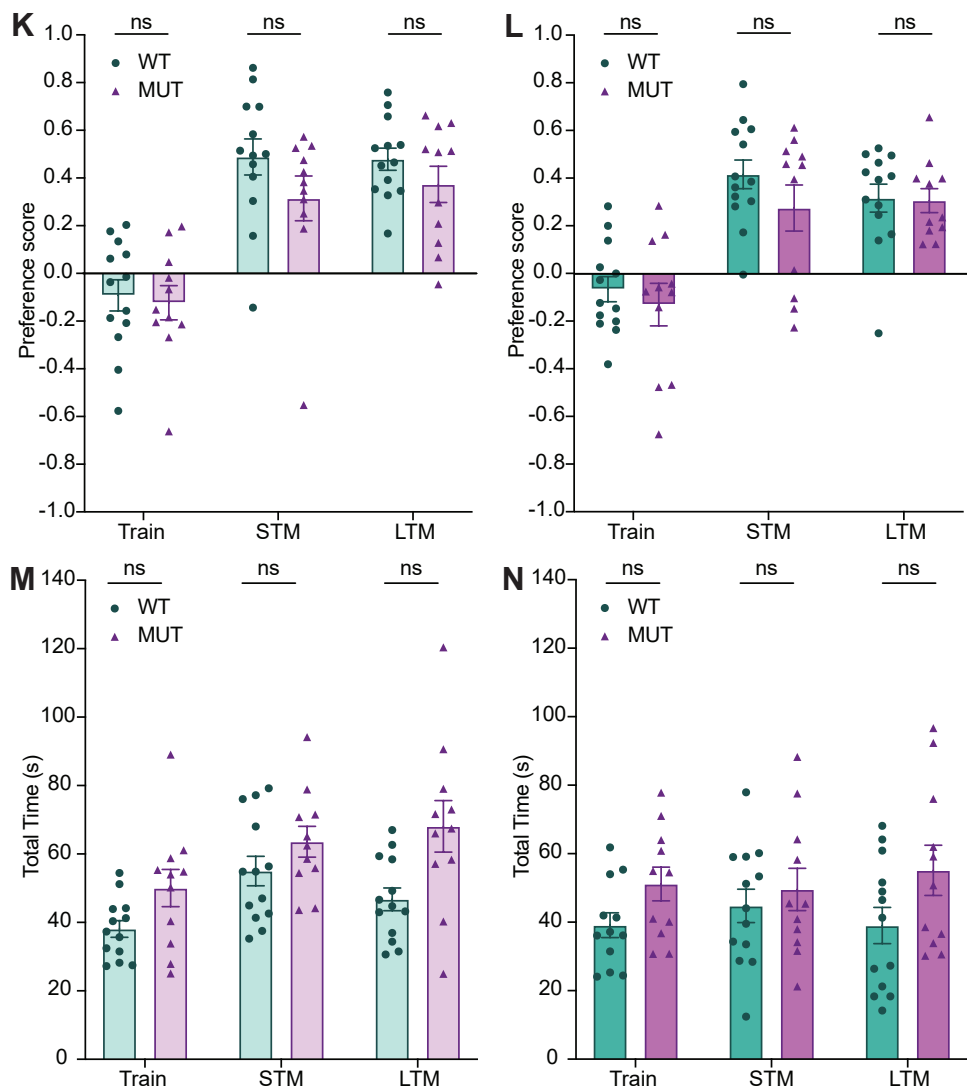 K
ns
ns
ns
WT
MUT
Preference score
1.0
0.8
0.6
0.4
0.2
0.0
-0.2
-0.4
-0.6
-0.8
-1.0
Train
STM
LTM
L
ns
ns
ns
WT
MUT
Preference score
1.0
0.8
0.6
0.4
0.2
0.0
-0.2
-0.4
-0.6
-0.8
-1.0
Train
STM
LTM
M
ns
ns
ns
WT
MUT
Total Time (s)
140
120
100
80
60
40
20
0
Train
STM
LTM
N
ns
ns
ns
WT
MUT
Total Time (s)
140
120
100
80
60
40
20
0
Train
STM
LTM